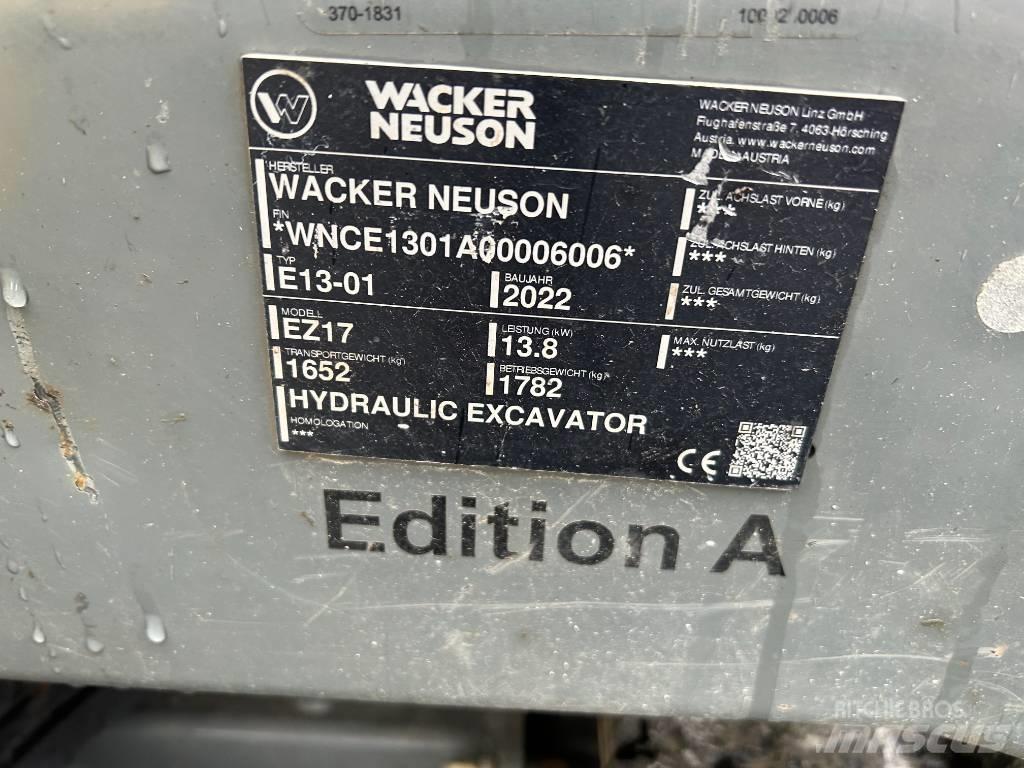 370-1831
WACKER
NEUSON
WACKER NEUSON Linz GmbH
Flughafenstraße 7, 4063-Hörsching
Austria, www.wackerneuson.com
AUSTRIA
HERSTELLER
WACKER NEUSON
FIN
*WNCE1301A00006006*
TYP
E13-01
BAUJAHR
2022
MODELL
EZ17
LEISTUNG (kW)
13.8
TRANSPORTGEWICHT (kg)
1652
BETRIEBSGEWICHT (kg)
1782
HYDRAULIC EXCAVATOR
HOMOLOGATION
***
ZUL. ACHSLAST VORNE (kg)
***
ZUL. ACHSLAST HINTEN (kg)
***
ZUL. GESAMTGEWICHT (kg)
***
MAX. NUTZLAST (kg)
***
CE
Edition A
RITCHIE BROS.
MASCUS